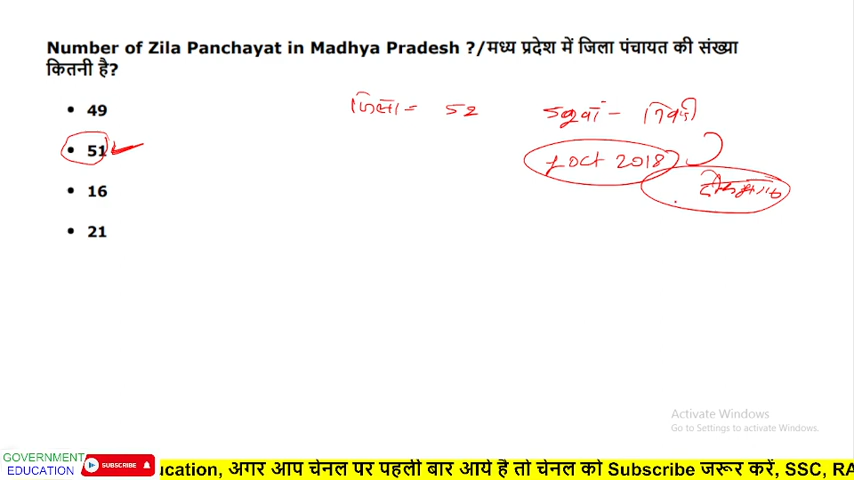 Number of Zila Panchayat in Madhya Pradesh ?/मध्य प्रदेश में जिला पंचायत की संख्या
कितनी है?
• 49
• 51
• 16
• 21
जिला = 52
52वां - निवाड़ी
1 Oct 2018
टीकमगढ़
Activate Windows
Go to Settings to activate Windows.
GOVERNMENT
EDUCATION
SUBSCRIBE
ucation, अगर आप चेनल पर पहली बार आये है तो चेनल को Subscribe जरूर करें, SSC, RA